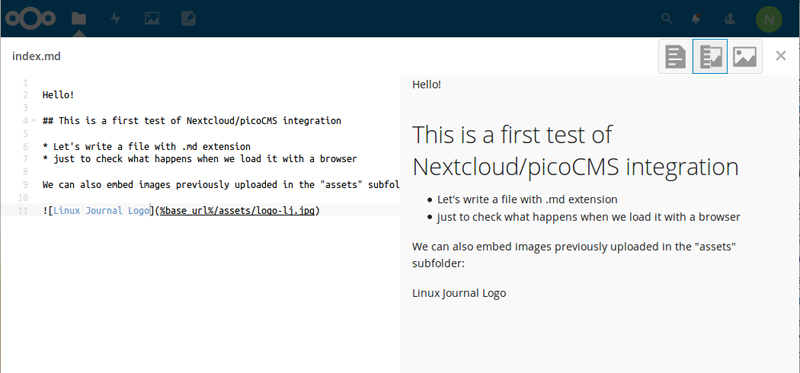 N
index.md
1
2 Hello!
3
4 ## This is a first test of Nextcloud/picoCMS integration
5
6 * Let's write a file with .md extension
7 * just to check what happens when we load it with a browser
8
9 We can also embed images previously uploaded in the "assets" subfol
10
11 ![Linux Journal Logo](%base_url%/assets/logo-lj.jpg)
Hello!
This is a first test of
Nextcloud/picoCMS integration
• Let's write a file with .md extension
• just to check what happens when we load it with a browser
We can also embed images previously uploaded in the "assets"
subfolder:
Linux Journal Logo